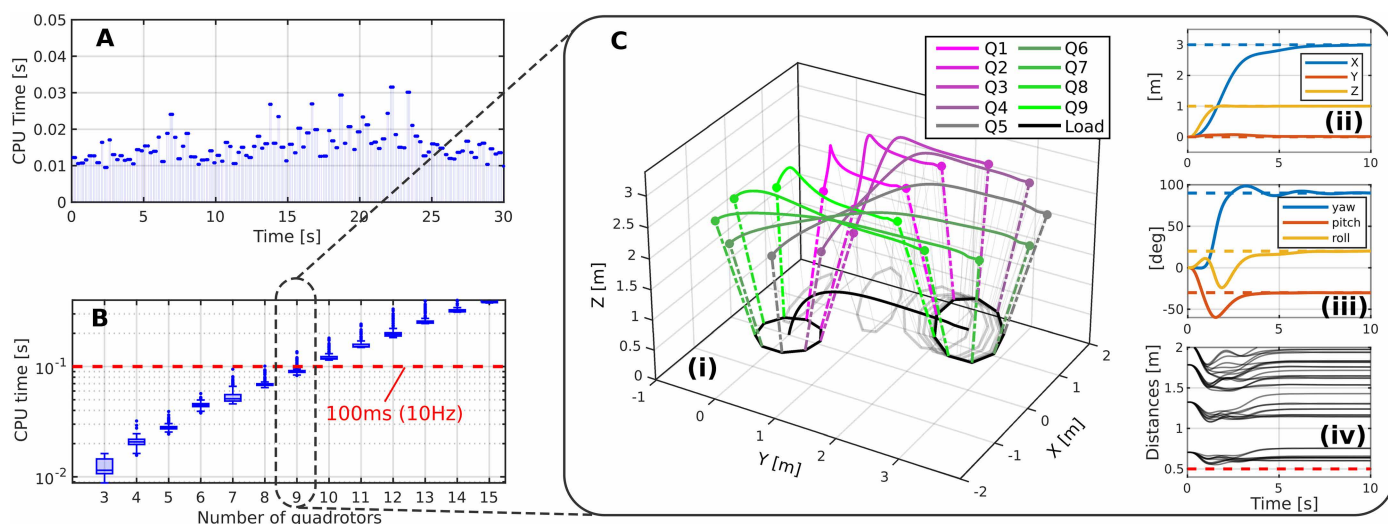 A
CPU Time [s]
0.05
0.04
0.03
0.02
0.01
0
0 5 10 15 20 25 30
Time [s]
B
CPU time [s]
10-1
10-2
100ms (10Hz)
3 4 5 6 7 8 9 10 11 12 13 14 15
Number of quadrotors
C
Q1 Q6
Q2 Q7
Q3 Q8
Q4 Q9
Q5 Load
Z [m]
3
2.5
2
1.5
1
0.5
0
-1 0 1 2 3
Y [m]
-2 -1 0 1 2
X [m]
(i)
[m]
3
2
1
0
X
Y
Z
(ii)
0 5 10
[deg]
100
50
0
-50
yaw
pitch
roll
(iii)
0 5 10
Distances [m]
2
1.5
1
0.5
(iv)
0 5 10
Time [s]